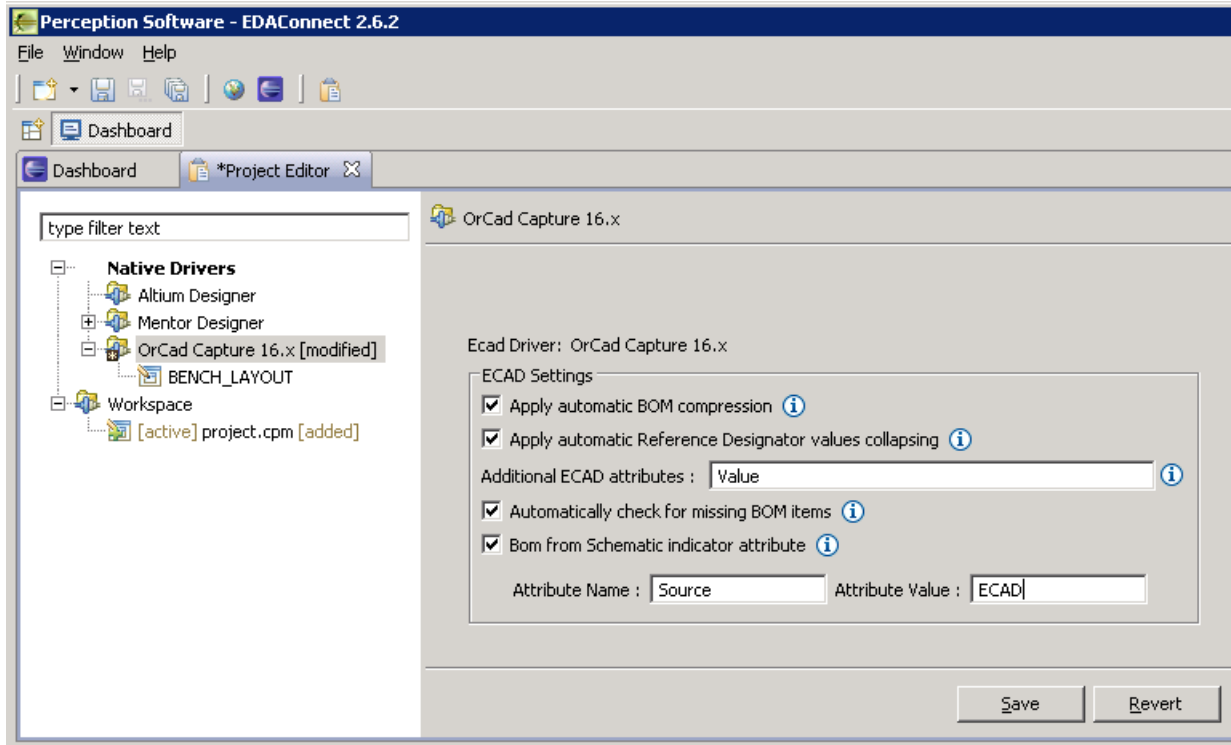 Perception Software - EDAConnect 2.6.2
File Window Help
Dashboard
Dashboard *Project Editor
type filter text
OrCad Capture 16.x
Native Drivers
Altium Designer
Mentor Designer
OrCad Capture 16.x [modified]
BENCH_LAYOUT
Workspace
[active] project.cpm [added]
Ecad Driver: OrCad Capture 16.x
ECAD Settings
Apply automatic BOM compression
Apply automatic Reference Designator values collapsing
Additional ECAD attributes : Value
Automatically check for missing BOM items
Bom from Schematic indicator attribute
Attribute Name : Source Attribute Value : ECAD
Save Revert